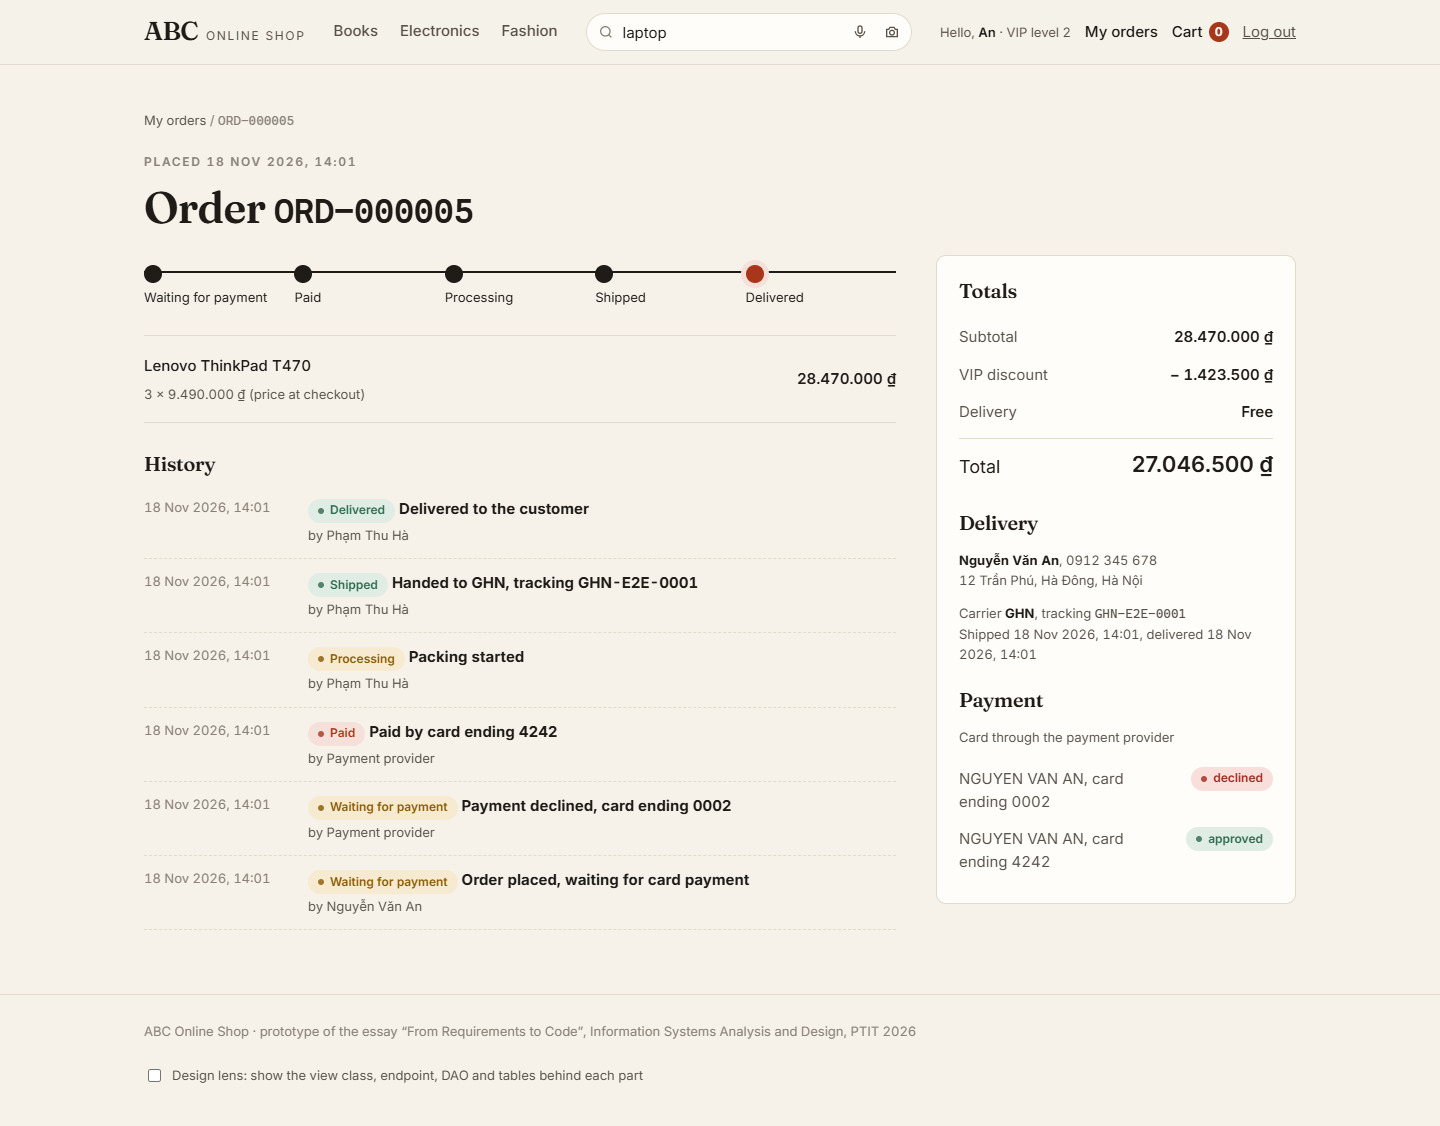 ABC ONLINE SHOP Books Electronics Fashion laptop Hello, An · VIP level 2 My orders Cart 0 Log out
My orders / ORD-000005
PLACED 18 NOV 2026, 14:01
Order ORD-000005
Waiting for payment Paid Processing Shipped Delivered
Lenovo ThinkPad T470
3 × 9.490.000 ₫ (price at checkout)
28.470.000 ₫
History
18 Nov 2026, 14:01 Delivered Delivered to the customer
by Phạm Thu Hà
18 Nov 2026, 14:01 Shipped Handed to GHN, tracking GHN-E2E-0001
by Phạm Thu Hà
18 Nov 2026, 14:01 Processing Packing started
by Phạm Thu Hà
18 Nov 2026, 14:01 Paid Paid by card ending 4242
by Payment provider
18 Nov 2026, 14:01 Waiting for payment Payment declined, card ending 0002
by Payment provider
18 Nov 2026, 14:01 Waiting for payment Order placed, waiting for card payment
by Nguyễn Văn An
Totals
Subtotal 28.470.000 ₫
VIP discount − 1.423.500 ₫
Delivery Free
Total 27.046.500 ₫
Delivery
Nguyễn Văn An, 0912 345 678
12 Trần Phú, Hà Đông, Hà Nội
Carrier GHN, tracking GHN-E2E-0001
Shipped 18 Nov 2026, 14:01, delivered 18 Nov
2026, 14:01
Payment
Card through the payment provider
NGUYEN VAN AN, card declined
ending 0002
NGUYEN VAN AN, card approved
ending 4242
ABC Online Shop · prototype of the essay “From Requirements to Code”, Information Systems Analysis and Design, PTIT 2026
Design lens: show the view class, endpoint, DAO and tables behind each part